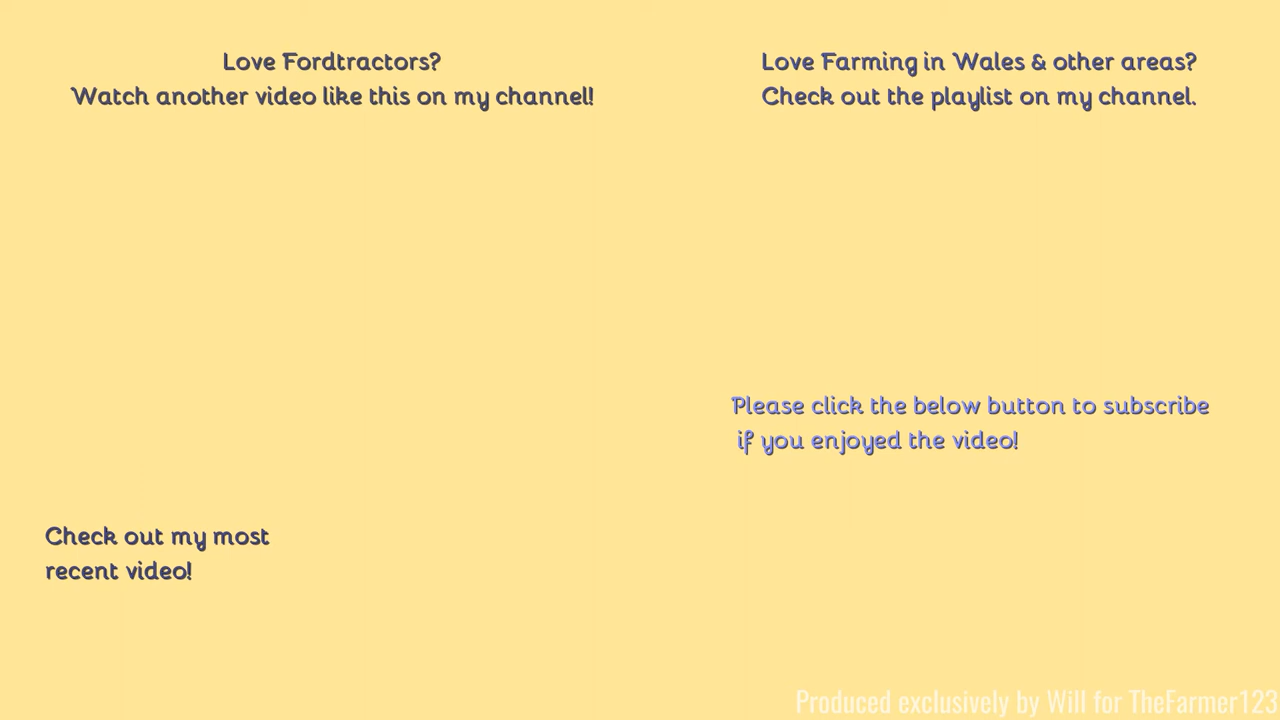 Love Fordtractors?
Watch another video like this on my channel!
Love Farming in Wales & other areas?
Check out the playlist on my channel.
Please click the below button to subscribe
if you enjoyed the video!
Check out my most
recent video!
Produced exclusively by Will for TheFarmer123